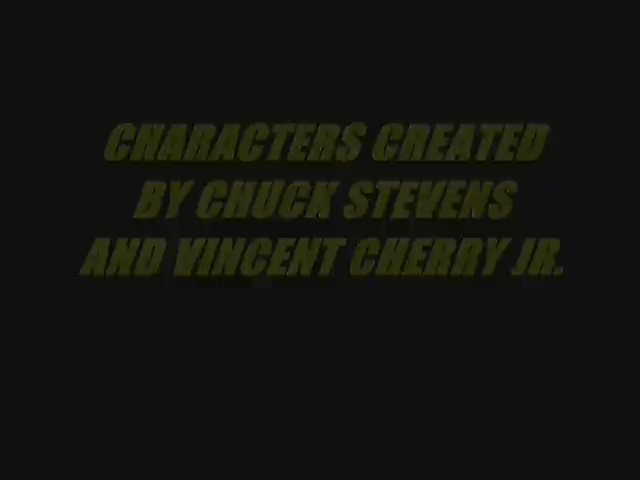 CHARACTERS CREATED
BY CHUCK STEVENS
AND VINCENT CHERRY JR.